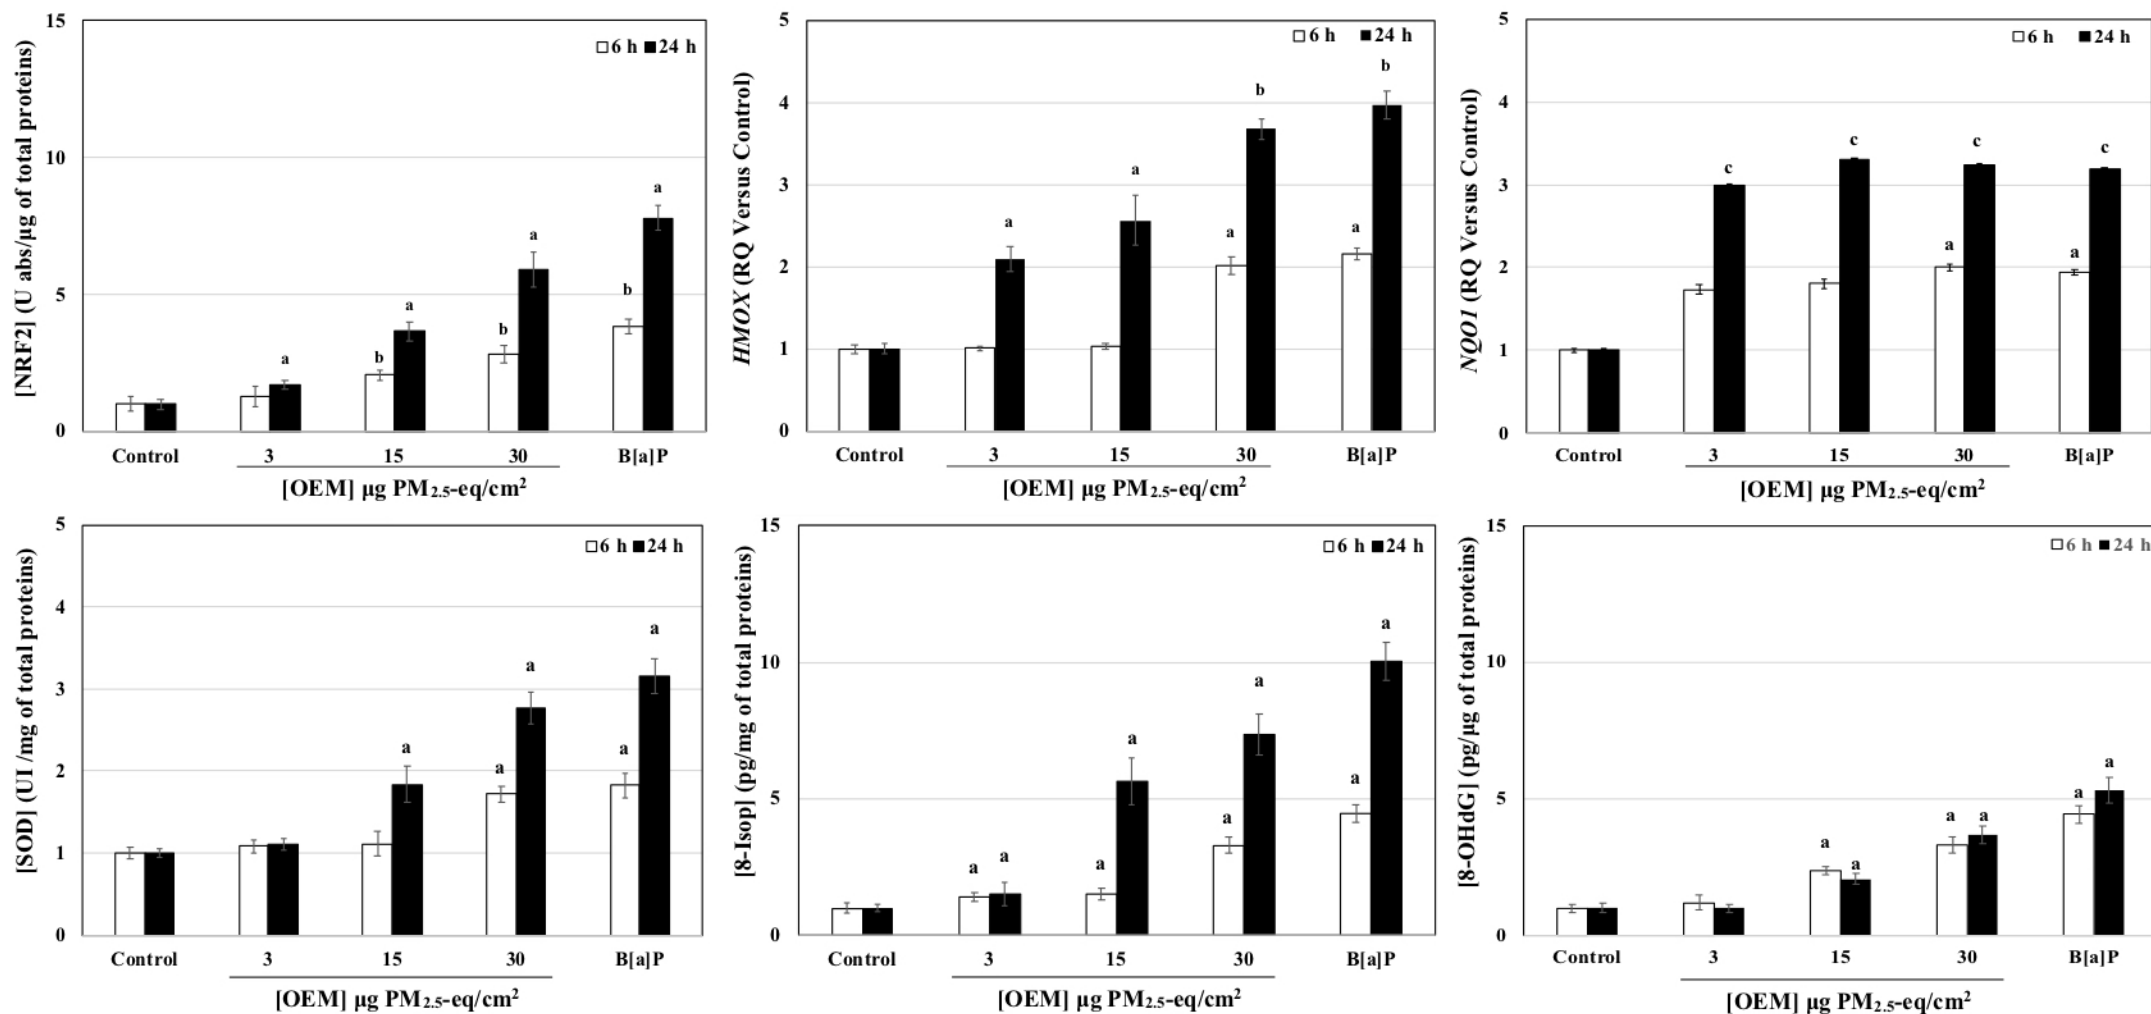 [NRF2] (U abs/µg of total proteins)
15
10
5
0
6 h 24 h
a
b
a
b
a
b
a
Control 3 15 30 B[a]P
[OEM] µg PM2.5-eq/cm2
HMOX (RQ Versus Control)
5
4
3
2
1
0
6 h 24 h
a
a
a
b
a
b
Control 3 15 30 B[a]P
[OEM] µg PM2.5-eq/cm2
NQO1 (RQ Versus Control)
5
4
3
2
1
0
6 h 24 h
c
c
a
c
a
c
Control 3 15 30 B[a]P
[OEM] µg PM2.5-eq/cm2
[SOD] (UI /mg of total proteins)
5
4
3
2
1
0
6 h 24 h
a
a
a
a
a
Control 3 15 30 B[a]P
[OEM] µg PM2.5-eq/cm2
[8-Isop] (pg/mg of total proteins)
15
10
5
0
6 h 24 h
a
a
a
a
a
a
a
a
Control 3 15 30 B[a]P
[OEM] µg PM2.5-eq/cm2
[8-OHdG] (pg/µg of total proteins)
15
10
5
0
6 h 24 h
a
a
a
a
a
a
Control 3 15 30 B[a]P
[OEM] µg PM2.5-eq/cm2